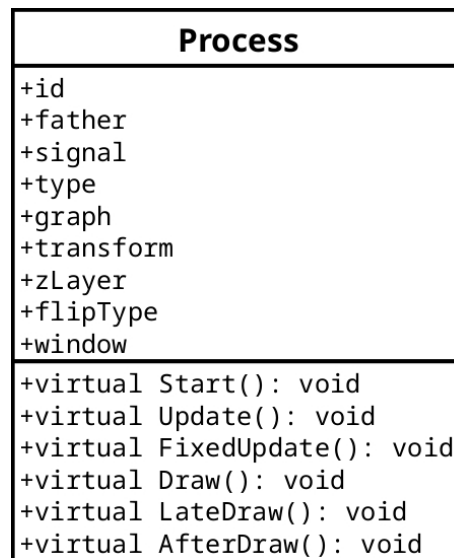 Process
+id
+father
+signal
+type
+graph
+transform
+zLayer
+flipType
+window
+virtual Start(): void
+virtual Update(): void
+virtual FixedUpdate(): void
+virtual Draw(): void
+virtual LateDraw(): void
+virtual AfterDraw(): void